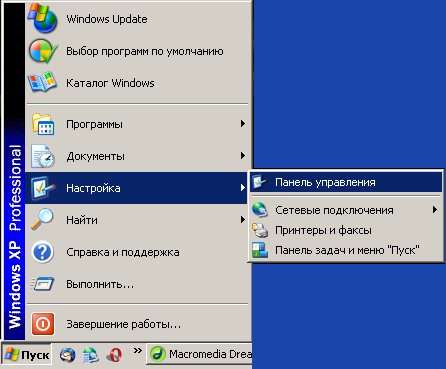 Windows Update
Выбор программ по умолчанию
Каталог Windows
Программы
Документы
Настройка
Найти
Справка и поддержка
Выполнить...
Завершение работы...
Windows XP Professional
Панель управления
Сетевые подключения
Принтеры и факсы
Панель задач и меню "Пуск"
Пуск
Macromedia Drea